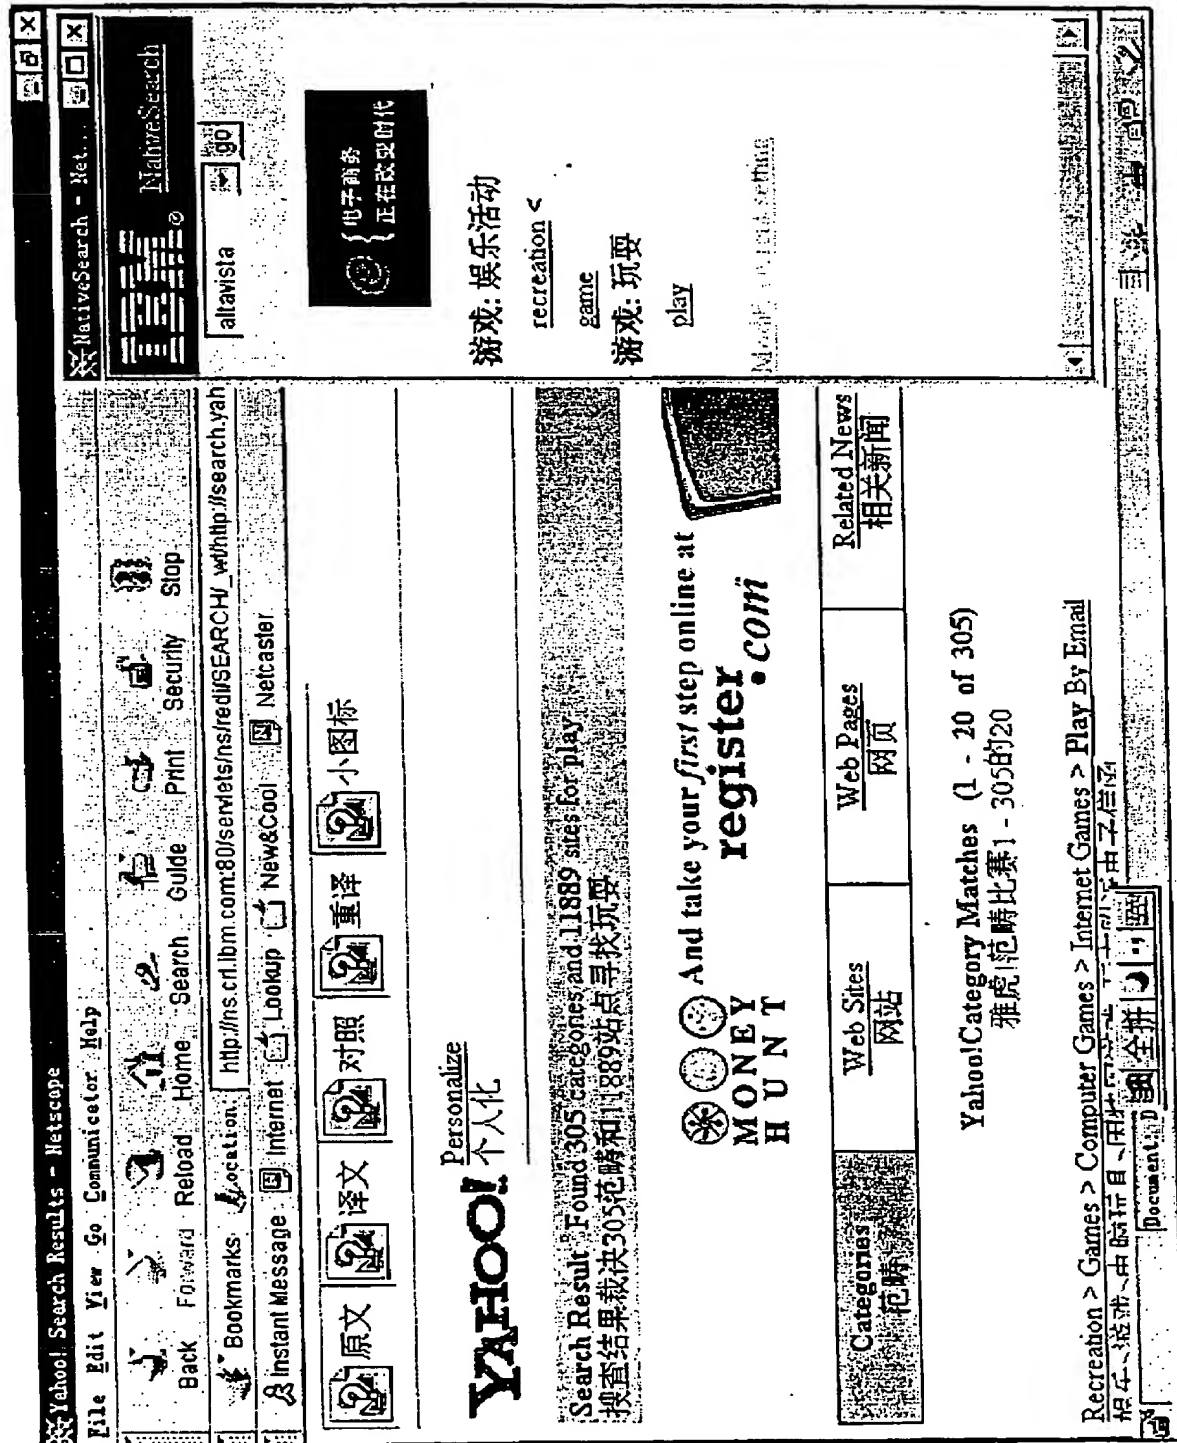 Yahoo! Search Results - Netscape
File Edit View Go Communicator Help
Back Forward Reload Home Search Guide Print Security Stop
Bookmarks Location: http://ns.crl.ibm.com:80/servlets/ns/redi/SEARCH/_wt/http://search.yah
Instant Message Internet Lookup New&Cool Netcaster
原文 译文 对照 重译 小图标
YAHOO!
Personalize
个人化
Search Result Found 305 categories and 11889 sites for play
搜查结果裁决305范畴和11889站点寻找玩耍
MONEY
HUNT
And take your first step online at
register.com
Categories Web Sites Web Pages Related News
范畴 网站 网页 相关新闻
Yahoo! Category Matches (1 - 20 of 305)
雅虎!范畴比赛1 - 305的20
Recreation > Games > Computer Games > Internet Games > Play By Email
Document:
全拼
NativeSearch - Net...
IBM® NativeSearch
altavista go
电子商务
正在改变时代
游戏: 娱乐活动
recreation <
game
游戏: 玩耍
play
setting